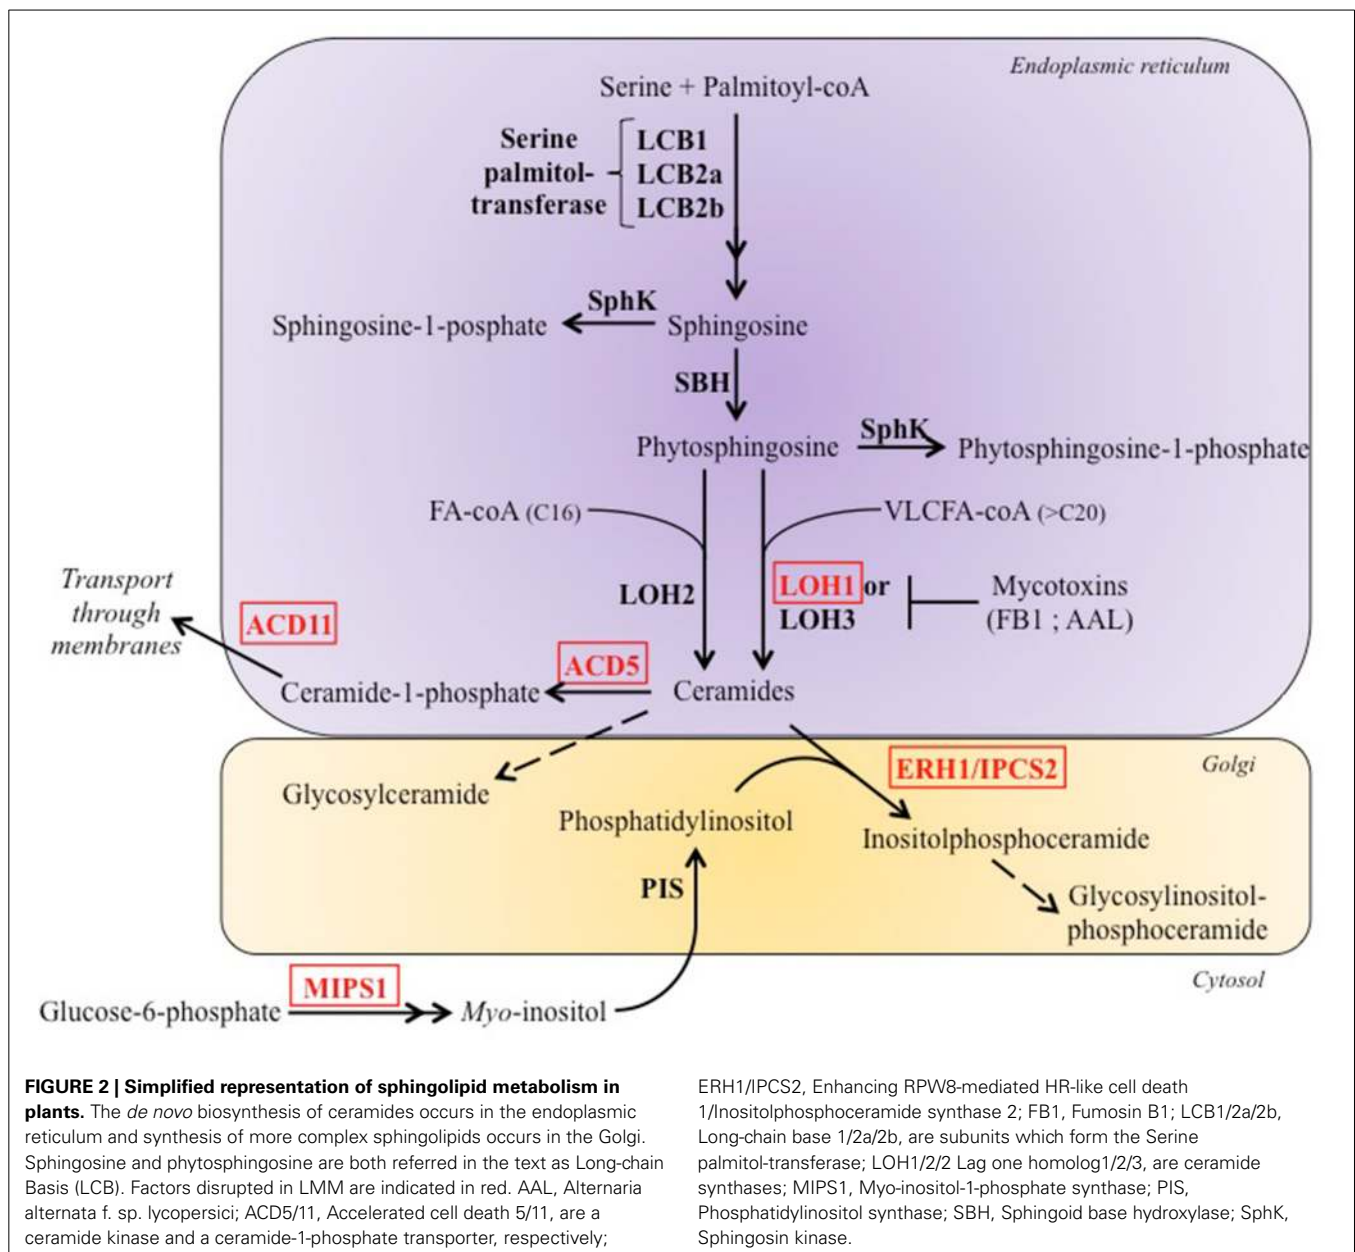 Endoplasmic reticulum
Serine + Palmitoyl-coA
Serine
palmitol-
transferase
LCB1
LCB2a
LCB2b
SphK
Sphingosine-1-posphate
Sphingosine
SBH
SphK
Phytosphingosine
Phytosphingosine-1-phosphate
FA-coA (C16)
VLCFA-coA (>C20)
Transport
through
membranes
ACD11
LOH2
LOH1 or
LOH3
Mycotoxins
(FB1 ; AAL)
ACD5
Ceramide-1-phosphate
Ceramides
Golgi
ERH1/IPCS2
Glycosylceramide
Phosphatidylinositol
Inositolphosphoceramide
PIS
Glycosylinositol-
phosphoceramide
Cytosol
MIPS1
Glucose-6-phosphate
Myo-inositol
FIGURE 2 | Simplified representation of sphingolipid metabolism in
plants. The de novo biosynthesis of ceramides occurs in the endoplasmic
reticulum and synthesis of more complex sphingolipids occurs in the Golgi.
Sphingosine and phytosphingosine are both referred in the text as Long-chain
Basis (LCB). Factors disrupted in LMM are indicated in red. AAL, Alternaria
alternata f. sp. lycopersici; ACD5/11, Accelerated cell death 5/11, are a
ceramide kinase and a ceramide-1-phosphate transporter, respectively;
ERH1/IPCS2, Enhancing RPW8-mediated HR-like cell death
1/Inositolphosphoceramide synthase 2; FB1, Fumosin B1; LCB1/2a/2b,
Long-chain base 1/2a/2b, are subunits which form the Serine
palmitol-transferase; LOH1/2/2 Lag one homolog1/2/3, are ceramide
synthases; MIPS1, Myo-inositol-1-phosphate synthase; PIS,
Phosphatidylinositol synthase; SBH, Sphingoid base hydroxylase; SphK,
Sphingosin kinase.